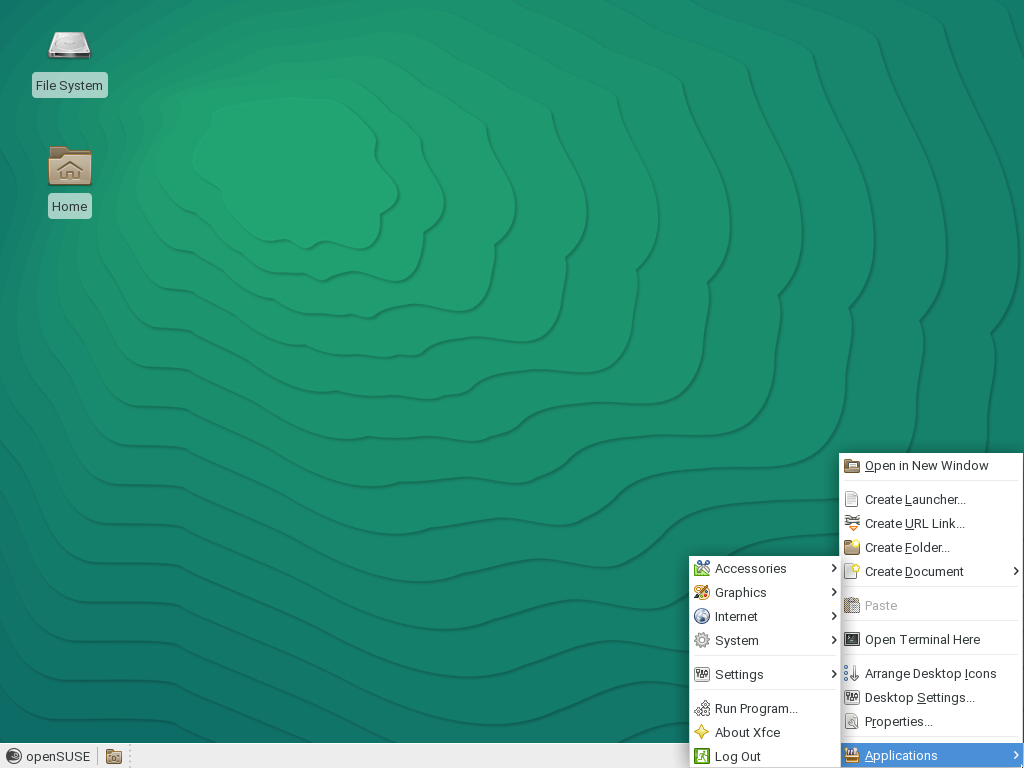 File System
Home
Open in New Window
Create Launcher...
Create URL Link...
Create Folder...
Create Document
Paste
Open Terminal Here
Arrange Desktop Icons
Desktop Settings...
Properties...
Applications
Accessories
Graphics
Internet
System
Settings
Run Program...
About Xfce
Log Out
openSUSE